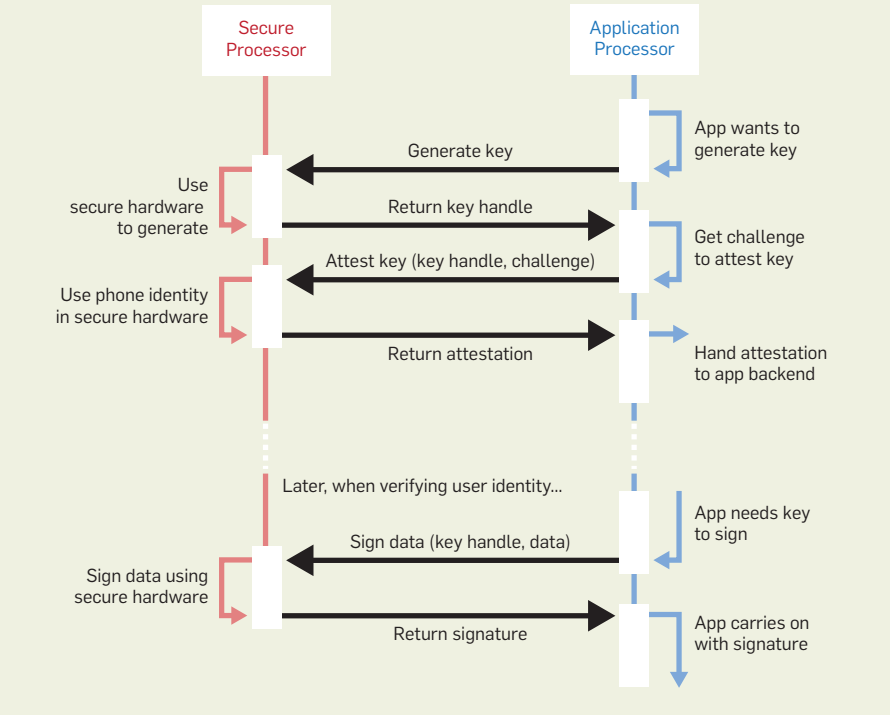 Secure
Processor
Application
Processor
App wants to
generate key
Generate key
Use
secure hardware
to generate
Return key handle
Get challenge
to attest key
Attest key (key handle, challenge)
Use phone identity
in secure hardware
Return attestation
Hand attestation
to app backend
Later, when verifying user identity...
App needs key
to sign
Sign data (key handle, data)
Sign data using
secure hardware
Return signature
App carries on
with signature